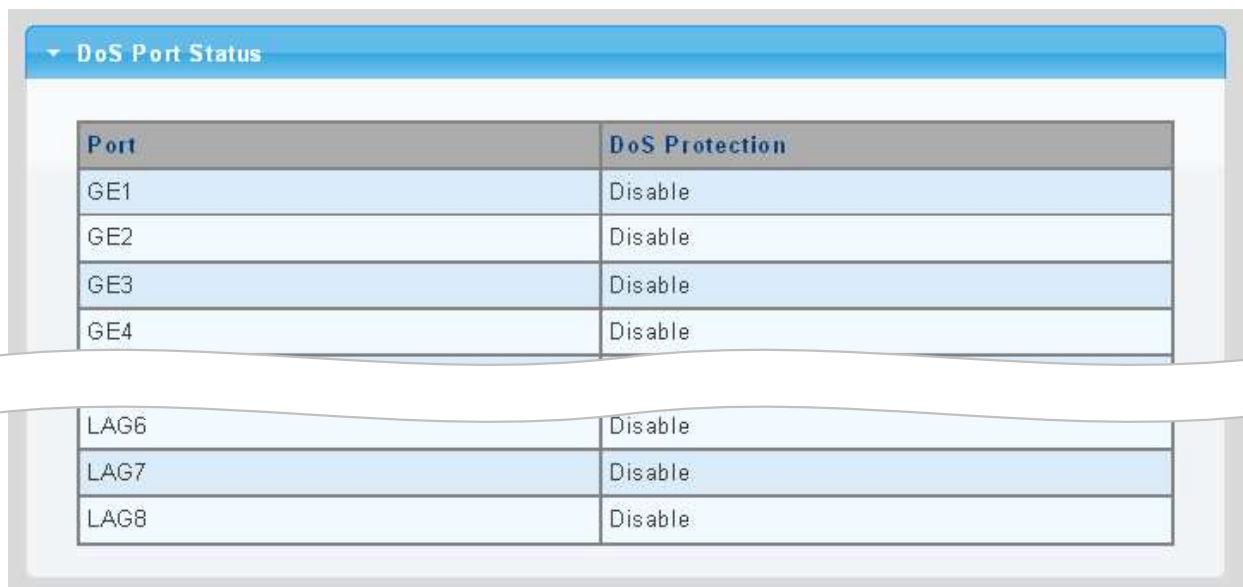 DoS Port Status
Port DoS Protection
GE1 Disable
GE2 Disable
GE3 Disable
GE4 Disable
LAG6 Disable
LAG7 Disable
LAG8 Disable